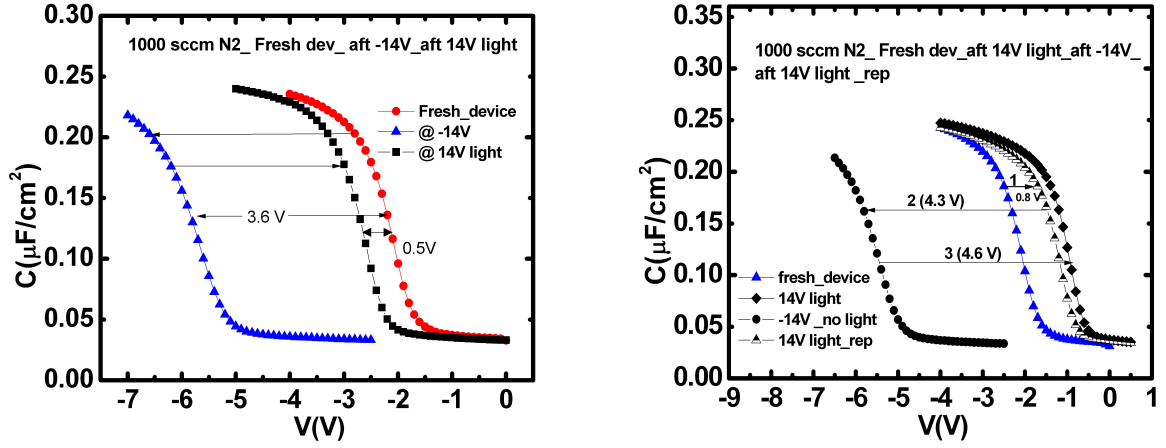 1000 sccm N2_ Fresh dev_ aft -14V_aft 14V light
Fresh_device
@ -14V
@ 14V light
3.6 V
0.5V
C(μF/cm²)
0.30
0.25
0.20
0.15
0.10
0.05
0.00
-7 -6 -5 -4 -3 -2 -1 0
V(V)
1000 sccm N2_ Fresh dev_aft 14V light_aft -14V_
aft 14V light _rep
1
0.8 V
2 (4.3 V)
3 (4.6 V)
fresh_device
14V light
-14V _no light
14V light_rep
C(μF/cm²)
0.35
0.30
0.25
0.20
0.15
0.10
0.05
0.00
-9 -8 -7 -6 -5 -4 -3 -2 -1 0 1
V(V)